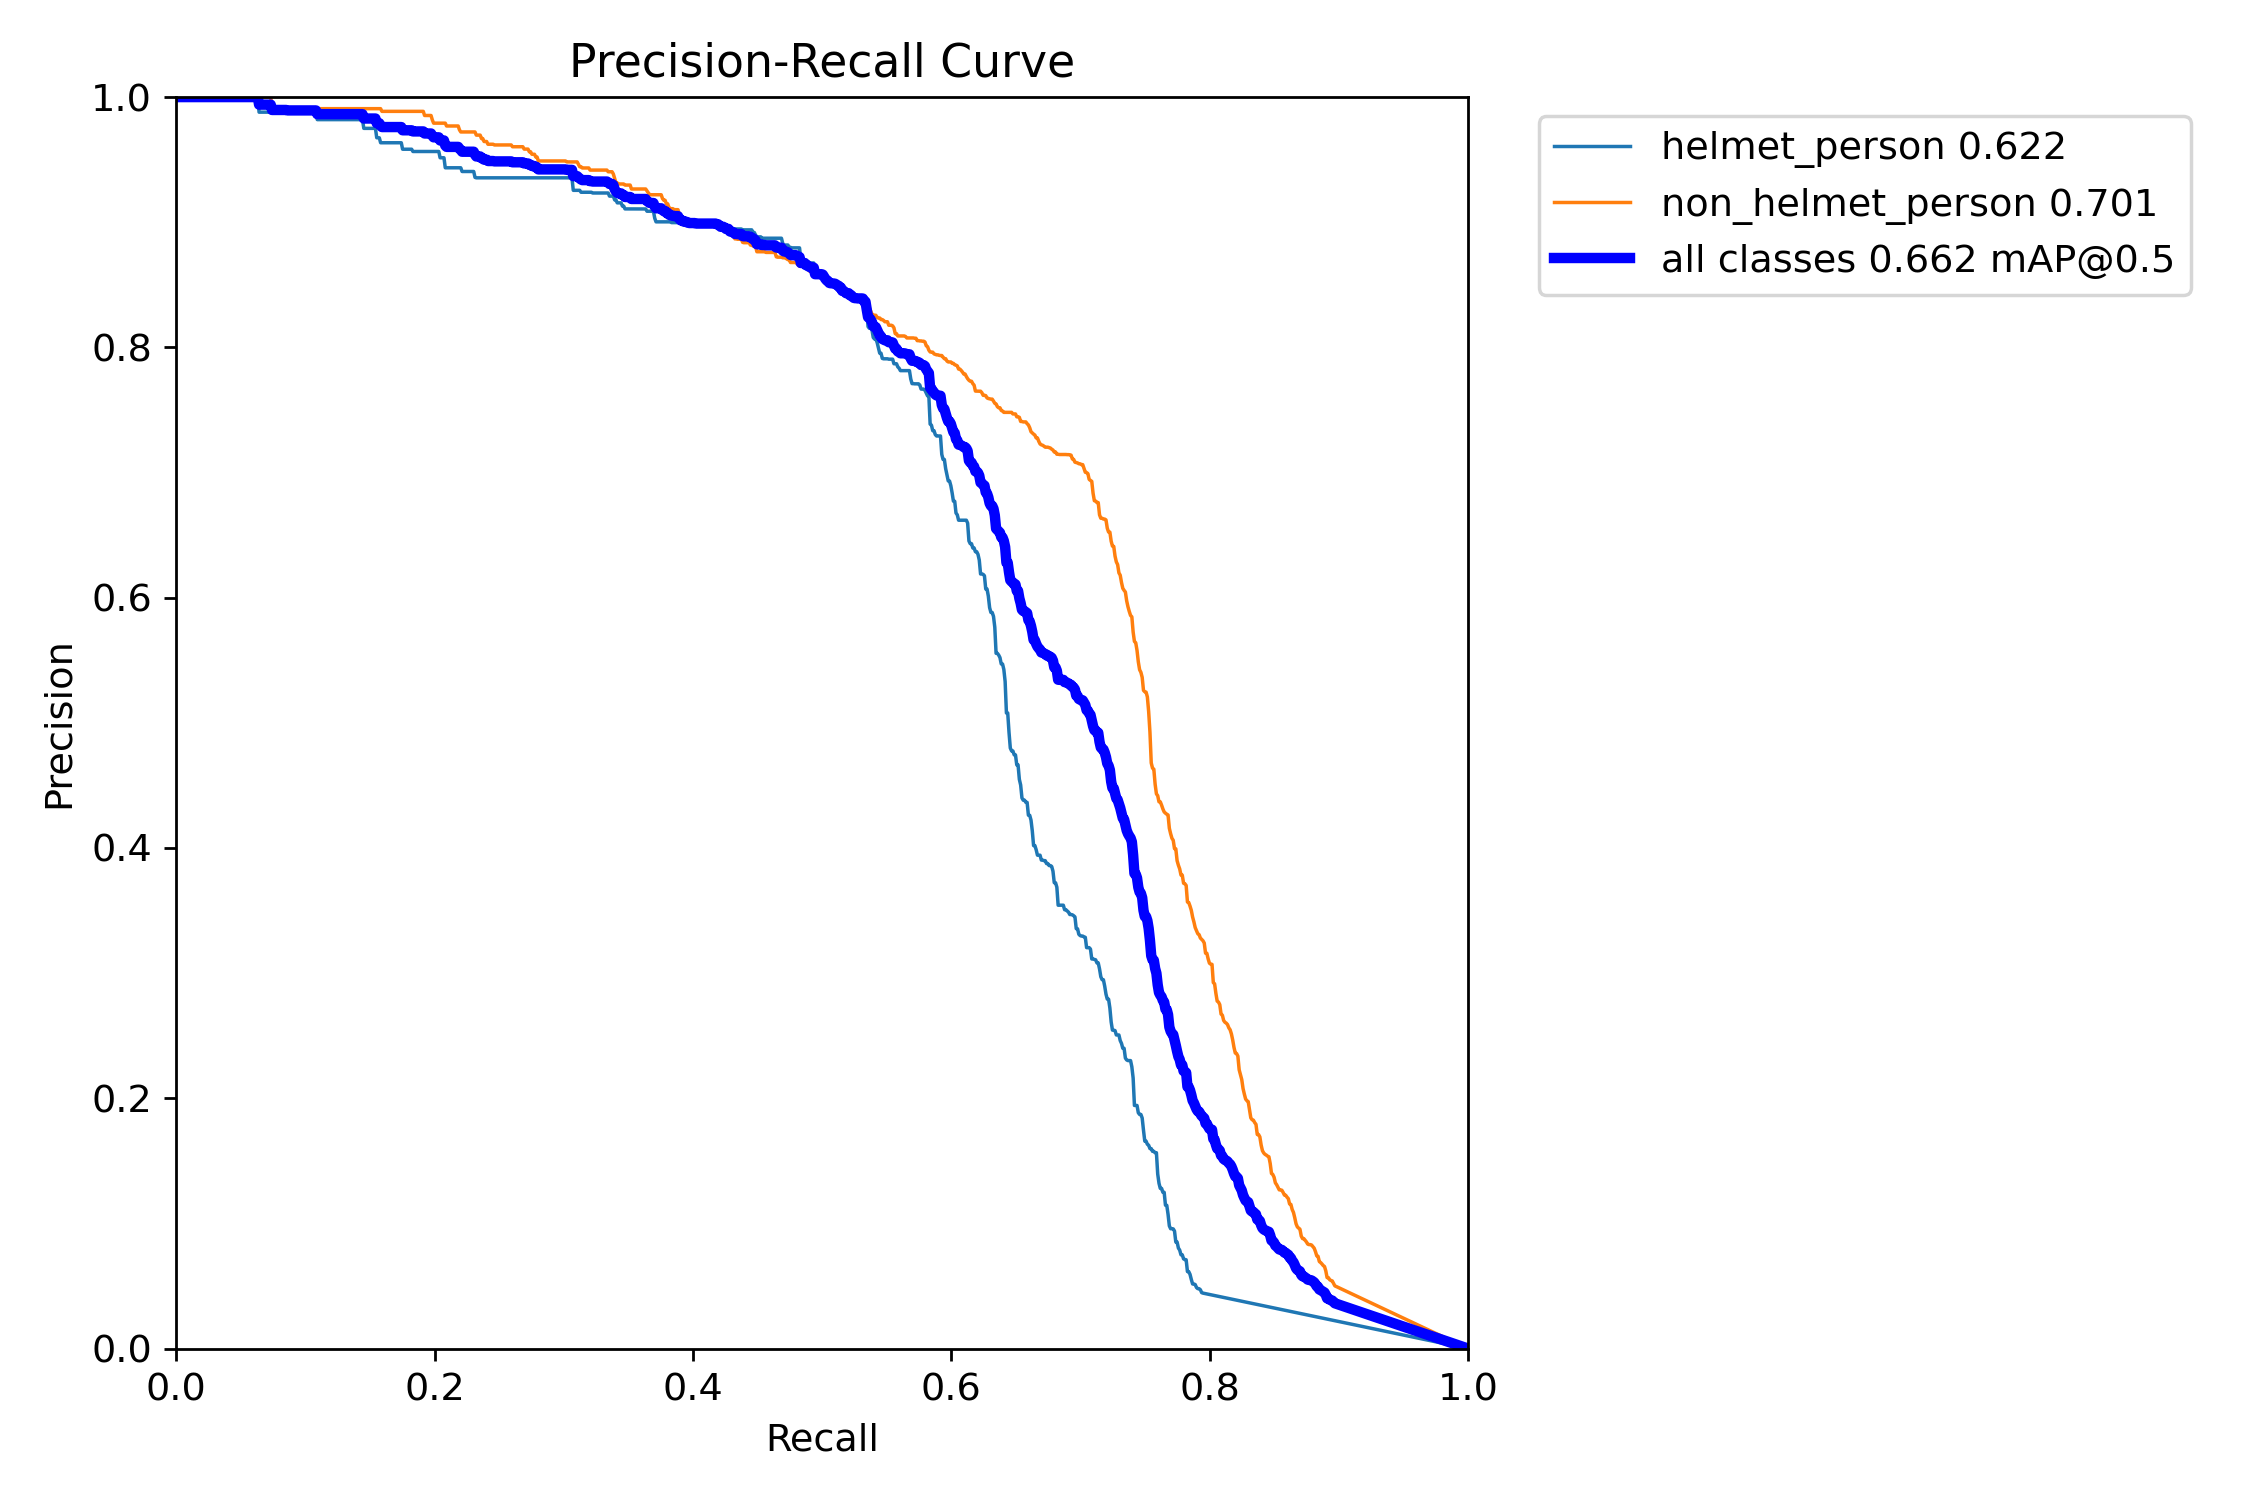 Precision-Recall Curve
1.0
0.8
0.6
0.4
0.2
0.0
Precision
0.0 0.2 0.4 0.6 0.8 1.0
Recall
helmet_person 0.622
non_helmet_person 0.701
all classes 0.662 mAP@0.5